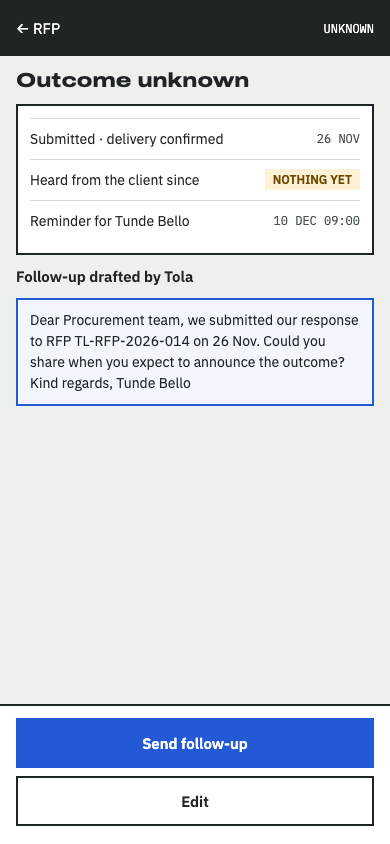 ← RFP
UNKNOWN
Outcome unknown
Submitted · delivery confirmed
26 NOV
Heard from the client since
NOTHING YET
Reminder for Tunde Bello
10 DEC 09:00
Follow-up drafted by Tola
Dear Procurement team, we submitted our response
to RFP TL-RFP-2026-014 on 26 Nov. Could you
share when you expect to announce the outcome?
Kind regards, Tunde Bello
Send follow-up
Edit